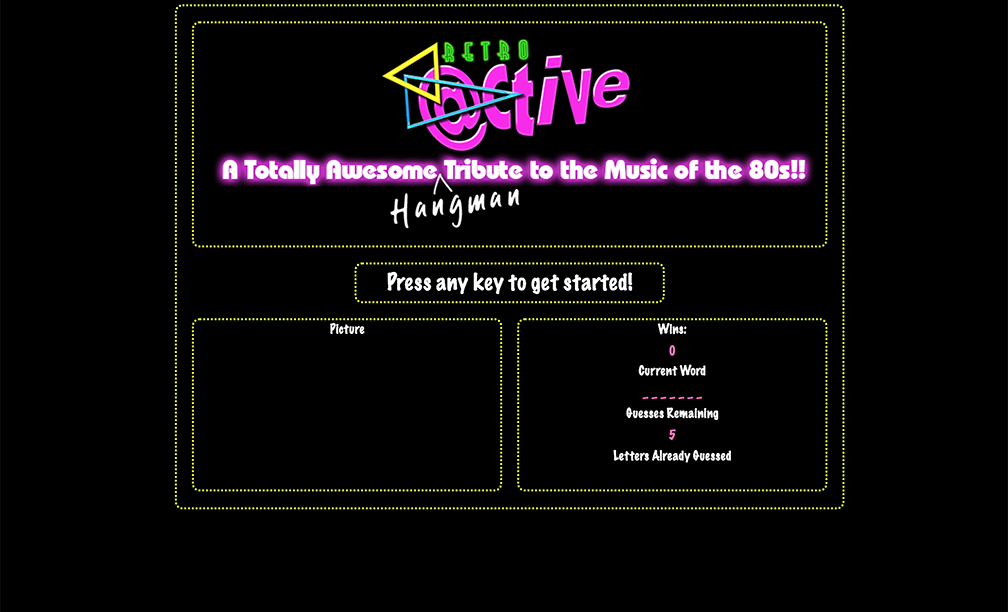 RETRO
@ctive
A Totally Awesome Tribute to the Music of the 80s!!
Hangman
Press any key to get started!
Picture
Wins:
0
Current Word
_ _ _ _ _ _ _
Guesses Remaining
5
Letters Already Guessed